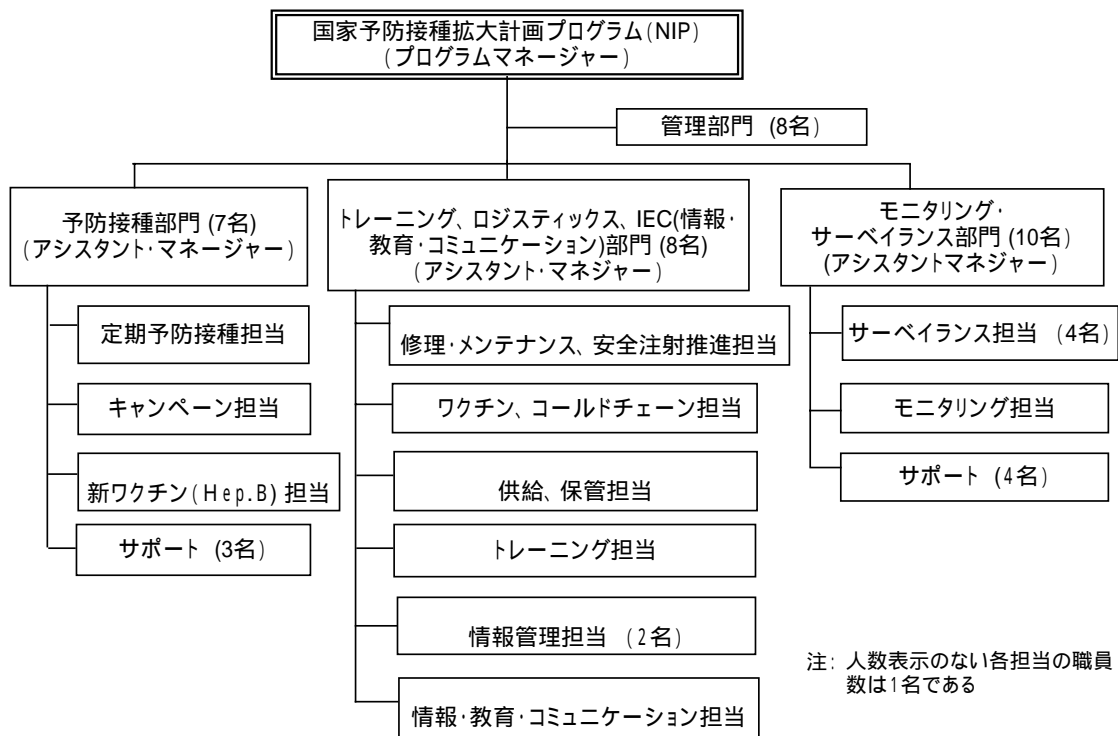 国家予防接種拡大計画プログラム(NIP)
(プログラムマネージャー)
管理部門 (8名)
予防接種部門 (7名)
(アシスタント・マネージャー)
定期予防接種担当
キャンペーン担当
新ワクチン(Hep.B) 担当
サポート (3名)
トレーニング、ロジスティックス、IEC(情報・
教育・コミュニケーション)部門 (8名)
(アシスタント・マネジャー)
修理・メンテナンス、安全注射推進担当
ワクチン、コールドチェーン担当
供給、保管担当
トレーニング担当
情報管理担当 (2名)
情報・教育・コミュニケーション担当
モニタリング・
サーベイランス部門 (10名)
(アシスタントマネジャー)
サーベイランス担当 (4名)
モニタリング担当
サポート (4名)
注: 人数表示のない各担当の職員
数は1名である